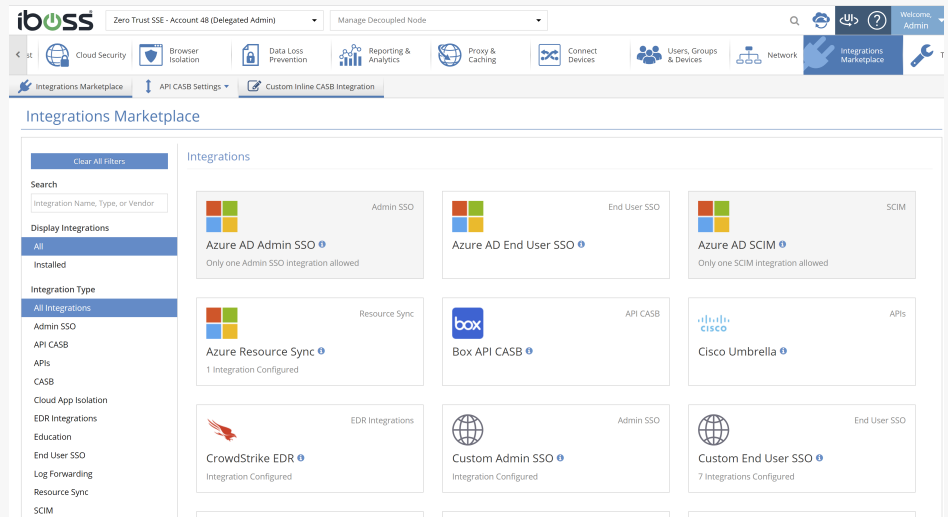 iboss
Zero Trust SSE - Account 48 (Delegated Admin)
Manage Decoupled Node
Welcome,
Admin
st
Cloud Security
Browser
Isolation
Data Loss
Prevention
Reporting &
Analytics
Proxy &
Caching
Connect
Devices
Users, Groups
& Devices
Network
Integrations
Marketplace
T
Integrations Marketplace
API CASB Settings
Custom Inline CASB Integration
Integrations Marketplace
Clear All Filters
Search
Integration Name, Type, or Vendor
Display Integrations
All
Installed
Integration Type
All Integrations
Admin SSO
API CASB
APIs
CASB
Cloud App Isolation
EDR Integrations
Education
End User SSO
Log Forwarding
Resource Sync
SCIM
Integrations
Admin SSO
Azure AD Admin SSO
Only one Admin SSO integration allowed
End User SSO
Azure AD End User SSO
SCIM
Azure AD SCIM
Only one SCIM integration allowed
Resource Sync
Azure Resource Sync
1 Integration Configured
box
API CASB
Box API CASB
CISCO
APIs
Cisco Umbrella
EDR Integrations
CrowdStrike EDR
Integration Configured
Admin SSO
Custom Admin SSO
Integration Configured
End User SSO
Custom End User SSO
7 Integrations Configured